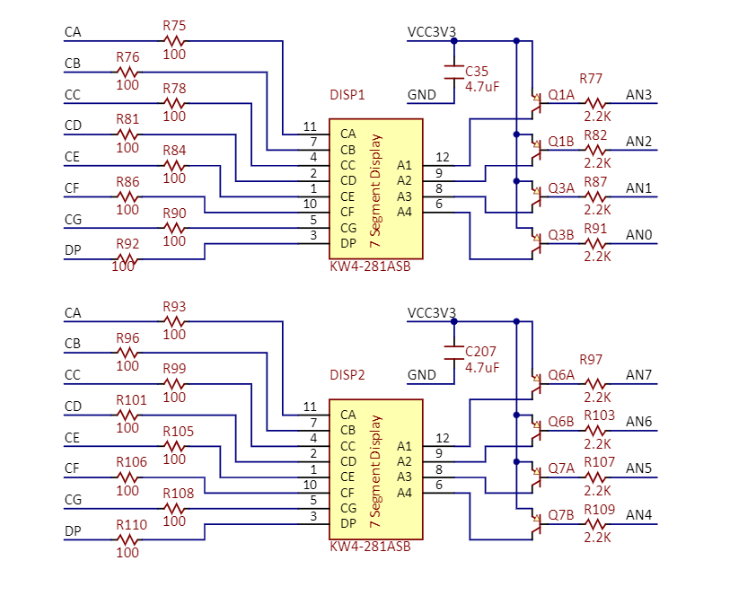 CA R75 100 VCC3V3
CB R76 100 C35 4.7uF
CC R78 100 DISP1 GND Q1A R77 2.2K AN3
CD R81 100 11 CA Q1B R82 2.2K AN2
7 CB
CE R84 100 4 CC A1 12
2 CD A2 9 Q3A R87 2.2K AN1
CF R86 100 1 CE A3 8
10 CF A4 6
CG R90 100 5 CG Q3B R91 2.2K AN0
DP R92 100 3 DP
7 Segment Display
KW4-281ASB
CA R93 100 VCC3V3
CB R96 100 C207 4.7uF
CC R99 100 DISP2 GND Q6A R97 2.2K AN7
CD R101 100 11 CA Q6B R103 2.2K AN6
7 CB
CE R105 100 4 CC A1 12
2 CD A2 9 Q7A R107 2.2K AN5
CF R106 100 1 CE A3 8
10 CF A4 6
CG R108 100 5 CG Q7B R109 2.2K AN4
DP R110 100 3 DP
7 Segment Display
KW4-281ASB